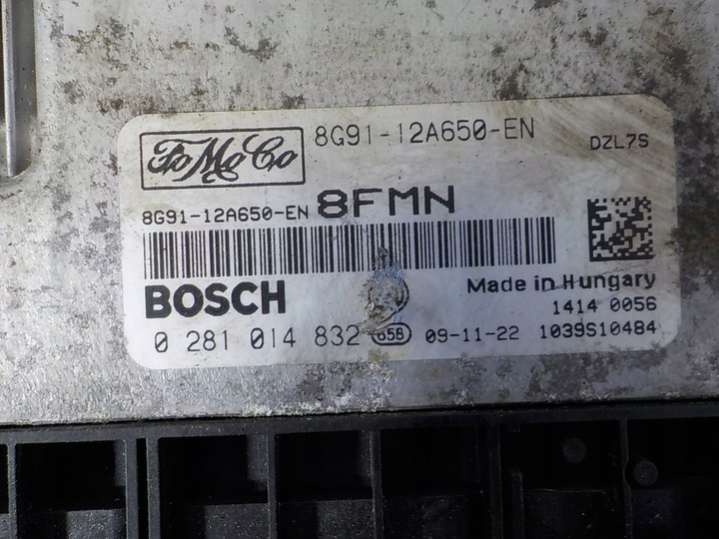 FoMoCo 8G91-12A650-EN DZL7S
8G91-12A650-EN 8FMN
BOSCH Made in Hungary
1414 0056
0 281 014 832 658 09-11-22 1039S10484